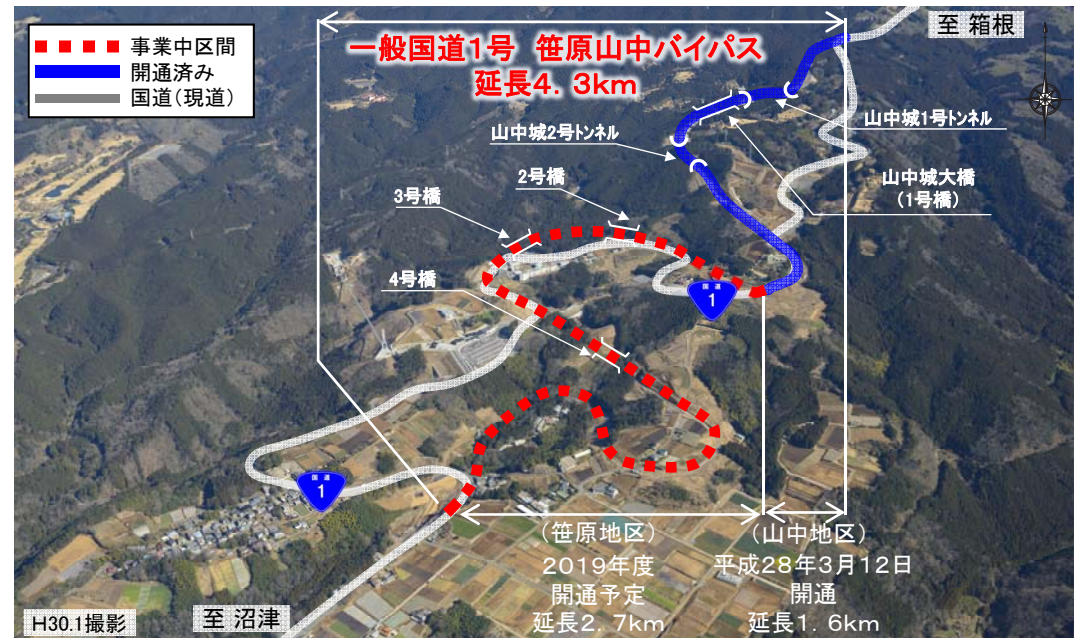 事業中区間
開通済み
国道(現道)
一般国道1号 笹原山中バイパス
延長4.3km
至 箱根
山中城2号トンネル
山中城1号トンネル
2号橋
山中城大橋
(1号橋)
3号橋
4号橋
国道
1
国道
1
(笹原地区)
2019年度
開通予定
延長2.7km
(山中地区)
平成28年3月12日
開通
延長1.6km
H30.1撮影
至 沼津